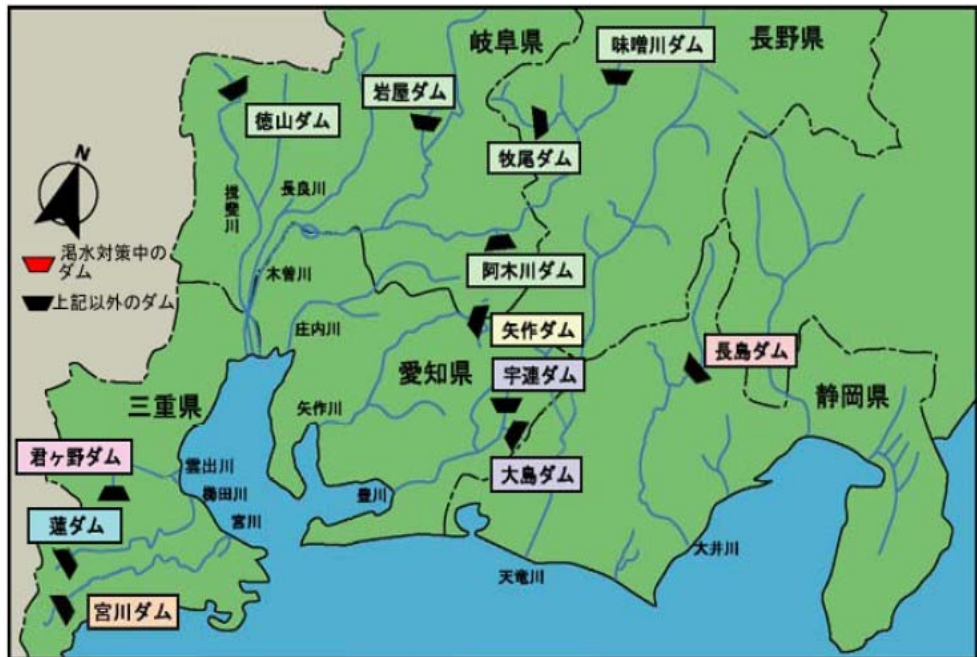 岐阜県
味噌川ダム
長野県
岩屋ダム
徳山ダム
牧尾ダム
N
長良川
揖斐川
渇水対策中の
ダム
上記以外のダム
木曽川
阿木川ダム
庄内川
矢作ダム
長島ダム
愛知県
宇連ダム
静岡県
三重県
矢作川
君ヶ野ダム
雲出川
大島ダム
櫛田川
豊川
宮川
蓮ダム
大井川
天竜川
宮川ダム